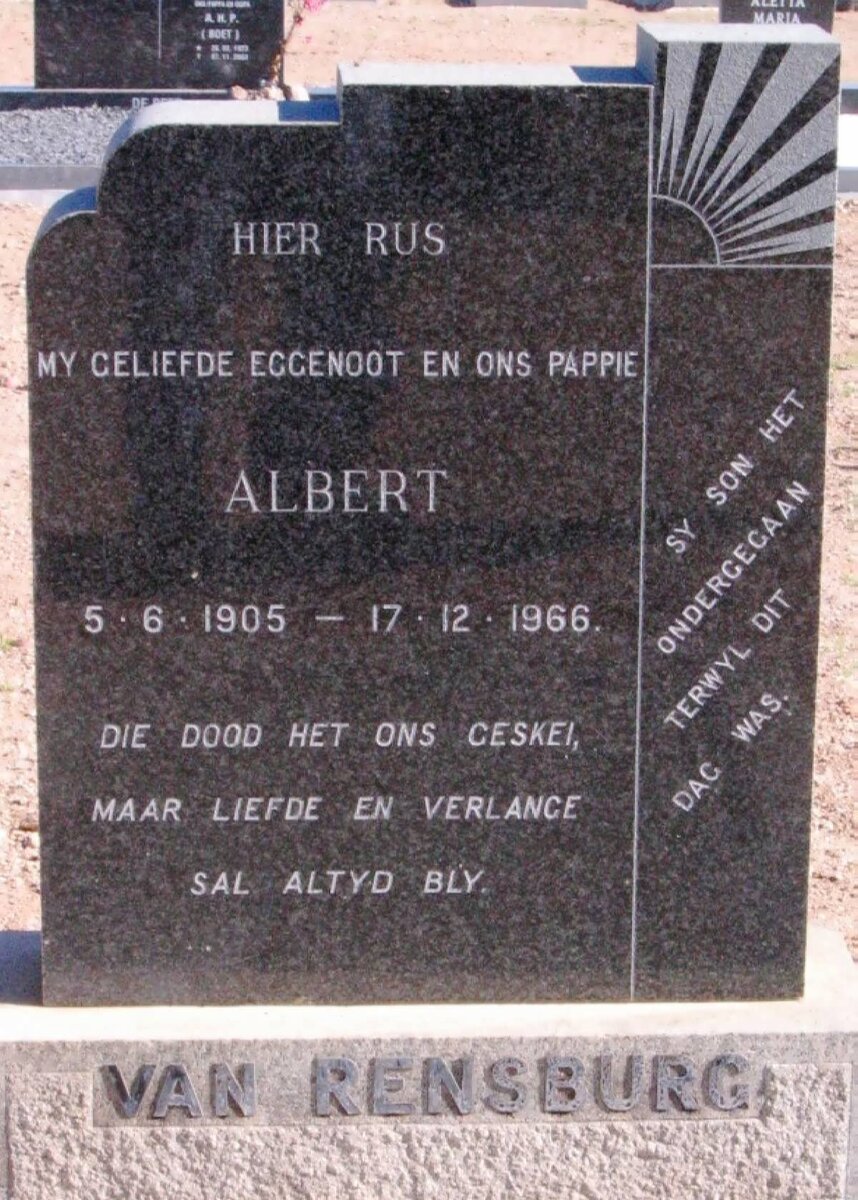 A. H. P.
( BOET )
ALETTA
MARIA
HIER RUS
MY GELIEFDE EGGENOOT EN ONS PAPPIE
ALBERT
5 · 6 · 1905 – 17 · 12 · 1966.
DIE DOOD HET ONS GESKEI,
MAAR LIEFDE EN VERLANGE
SAL ALTYD BLY.
SY SON HET
ONDERGEGAAN
TERWYL DIT
DAG WAS.
VAN RENSBURG